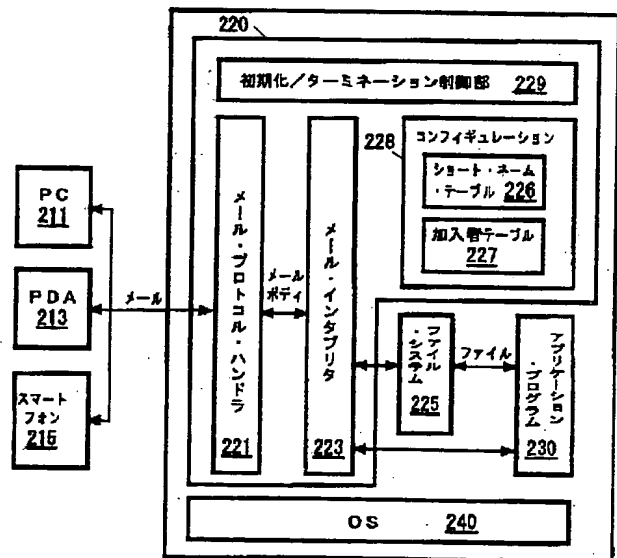 220
初期化／ターミネーション制御部 229
228
コンフィギュレーション
ショート・ネーム
・テーブル 226
加入者テーブル
227
PC
211
PDA
213
スマート
フォン
215
メール
メール・プロトコル・ハンドラ
221
メール
ボディ
メール・インタプリタ
223
ファイル
・システム
225
ファイル
アプリケーション
・プログラム
230
OS 240